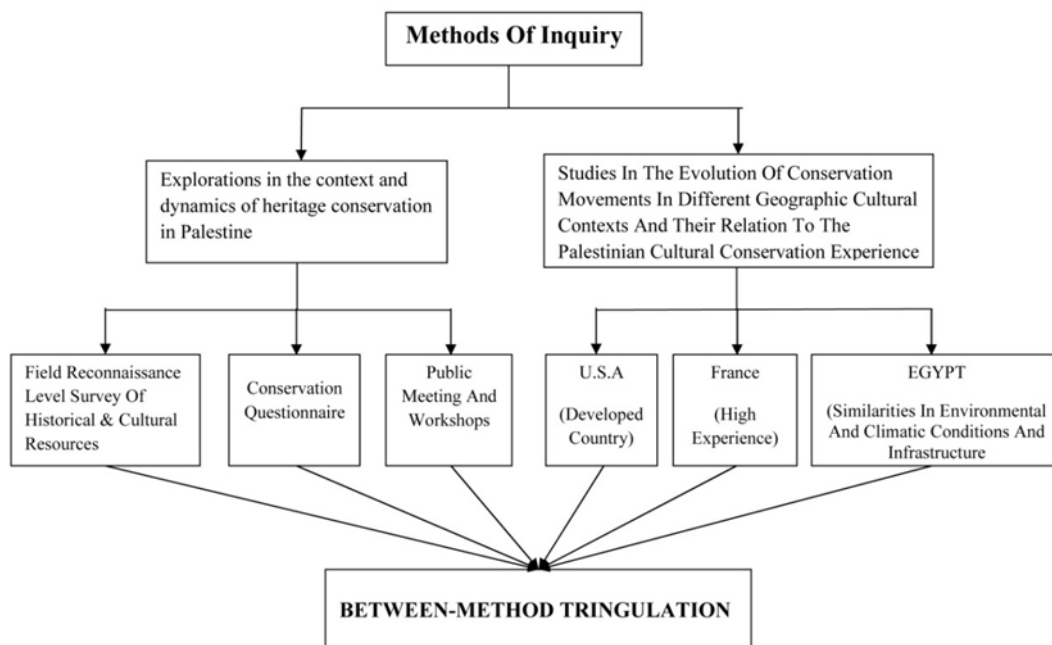 Methods Of Inquiry
Explorations in the context and
dynamics of heritage conservation
in Palestine
Studies In The Evolution Of Conservation
Movements In Different Geographic Cultural
Contexts And Their Relation To The
Palestinian Cultural Conservation Experience
Field Reconnaissance
Level Survey Of
Historical & Cultural
Resources
Conservation
Questionnaire
Public
Meeting And
Workshops
U.S.A
(Developed
Country)
France
(High
Experience)
EGYPT
(Similarities In Environmental
And Climatic Conditions And
Infrastructure
BETWEEN-METHOD TRINGULATION